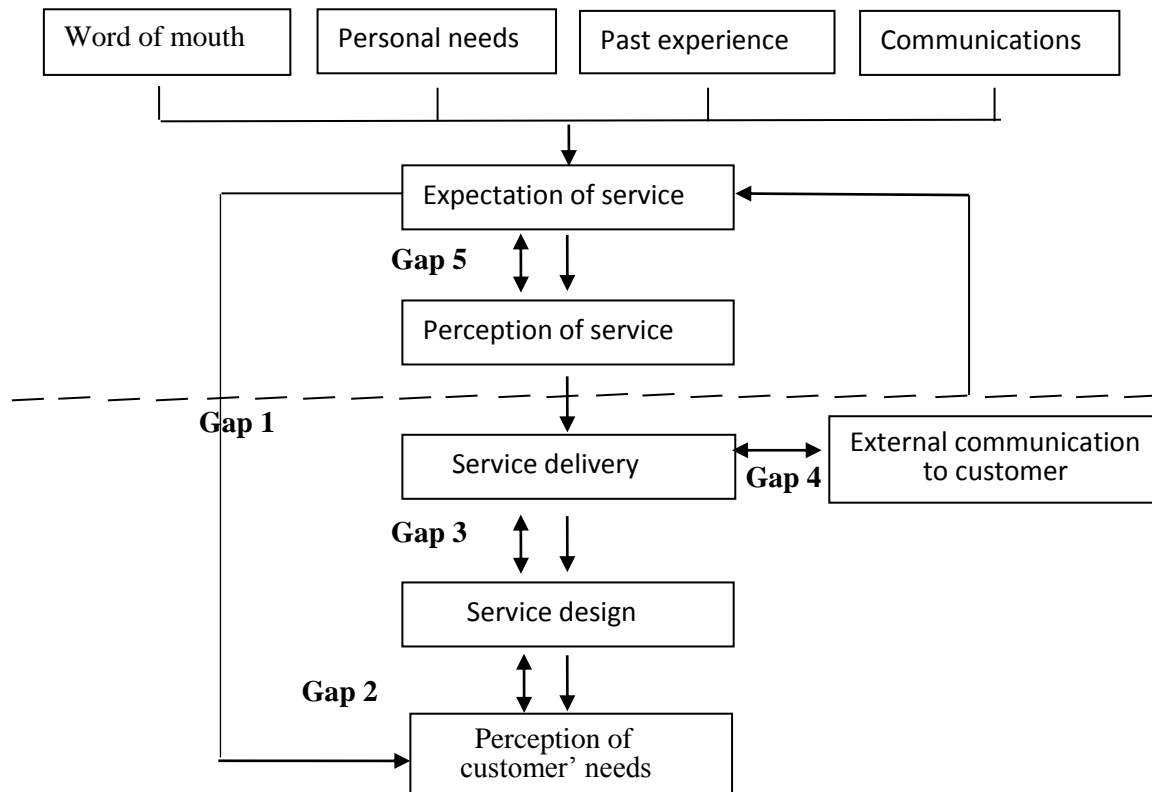 Word of mouth
Personal needs
Past experience
Communications
Expectation of service
Gap 5
Perception of service
Gap 1
Service delivery
External communication
to customer
Gap 4
Gap 3
Service design
Gap 2
Perception of
customer’ needs